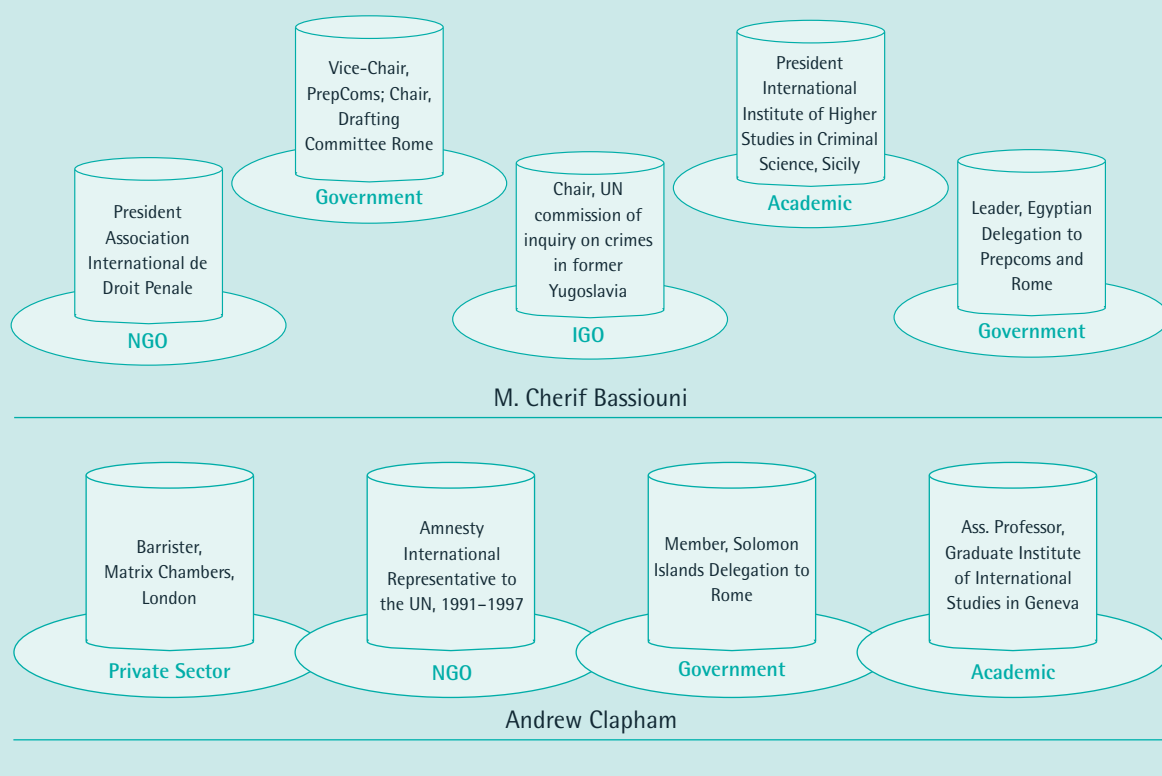 President
Association
International de
Droit Penale
NGO
Vice-Chair,
PrepComs; Chair,
Drafting
Committee Rome
Government
Chair, UN
commission of
inquiry on crimes
in former
Yugoslavia
IGO
President
International
Institute of Higher
Studies in Criminal
Science, Sicily
Academic
Leader, Egyptian
Delegation to
Prepcoms and
Rome
Government
M. Cherif Bassiouni
Barrister,
Matrix Chambers,
London
Private Sector
Amnesty
International
Representative to
the UN, 1991–1997
NGO
Member, Solomon
Islands Delegation to
Rome
Government
Ass. Professor,
Graduate Institute
of International
Studies in Geneva
Academic
Andrew Clapham